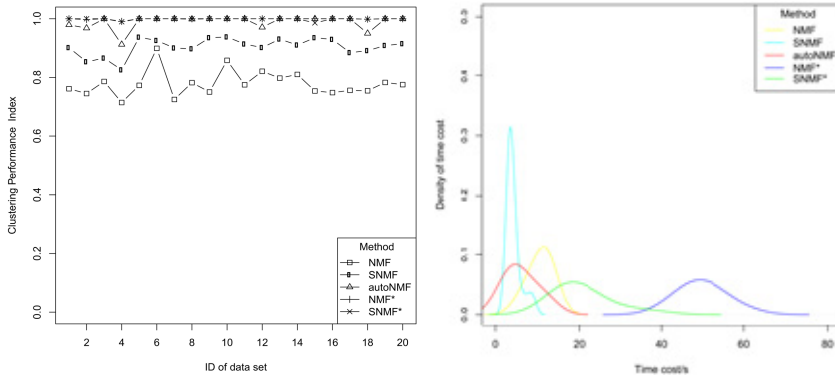 Clustering Performance Index
1.0
0.8
0.6
0.4
0.2
0.0
Method
NMF
SNMF
autoNMF
NMF*
SNMF*
2 4 6 8 10 12 14 16 18 20
ID of data set
Density of time cost
0.5
0.4
0.3
0.2
0.1
0.0
Method
NMF
SNMF
autoNMF
NMF*
SNMF*
0 20 40 60 80
Time cost/s